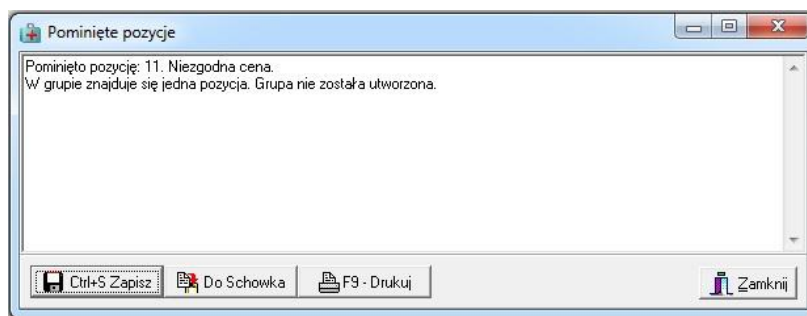 Pominięte pozycje
Pominięto pozycję: 11. Niezgodna cena.
W grupie znajduje się jedna pozycja. Grupa nie została utworzona.
Ctrl+S Zapisz
Do Schowka
F9 - Drukuj
Zamknij